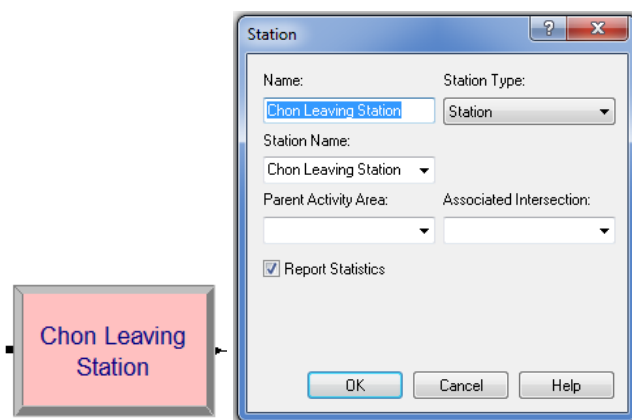 Station
Name:
Station Type:
Chon Leaving Station
Station
Station Name:
Chon Leaving Station
Parent Activity Area:
Associated Intersection:
Report Statistics
Chon Leaving
Station
OK
Cancel
Help